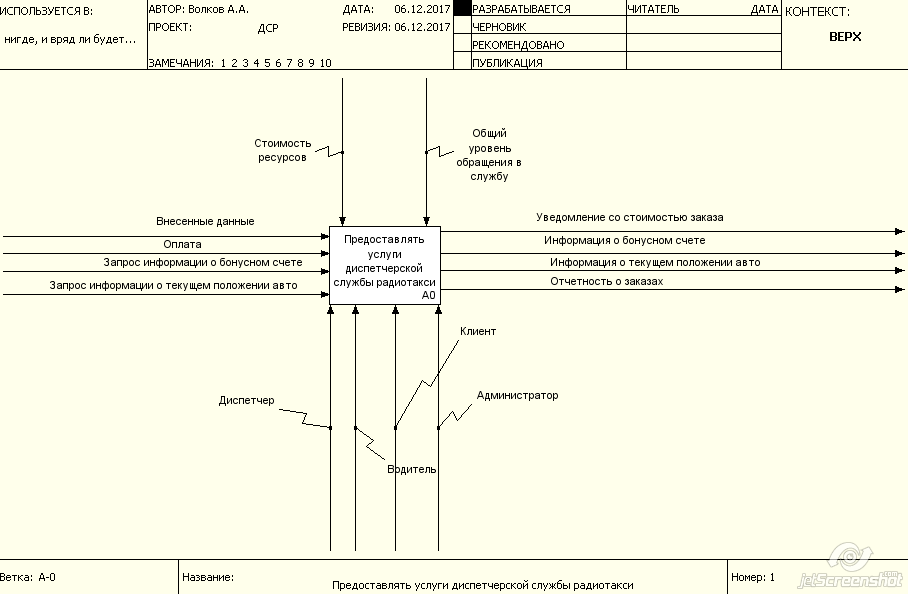 ИСПОЛЬЗУЕТСЯ В:
нигде, и вряд ли будет...
АВТОР: Волков А.А.
ДАТА: 06.12.2017
ПРОЕКТ: ДСР
РЕВИЗИЯ: 06.12.2017
ЗАМЕЧАНИЯ: 1 2 3 4 5 6 7 8 9 10
РАЗРАБАТЫВАЕТСЯ
ЧЕРНОВИК
РЕКОМЕНДОВАНО
ПУБЛИКАЦИЯ
ЧИТАТЕЛЬ ДАТА
КОНТЕКСТ:
ВЕРХ
Стоимость
ресурсов
Общий
уровень
обращения в
службу
Внесенные данные
Оплата
Запрос информации о бонусном счете
Запрос информации о текущем положении авто
Предоставлять
услуги
диспетчерской
службы радиотакси
A0
Уведомление со стоимостью заказа
Информация о бонусном счете
Информация о текущем положении авто
Отчетность о заказах
Клиент
Диспетчер
Администратор
Водитель
Ветка: A-0
Название:
Предоставлять услуги диспетчерской службы радиотакси
Номер: 1
jetScreenshot
.com